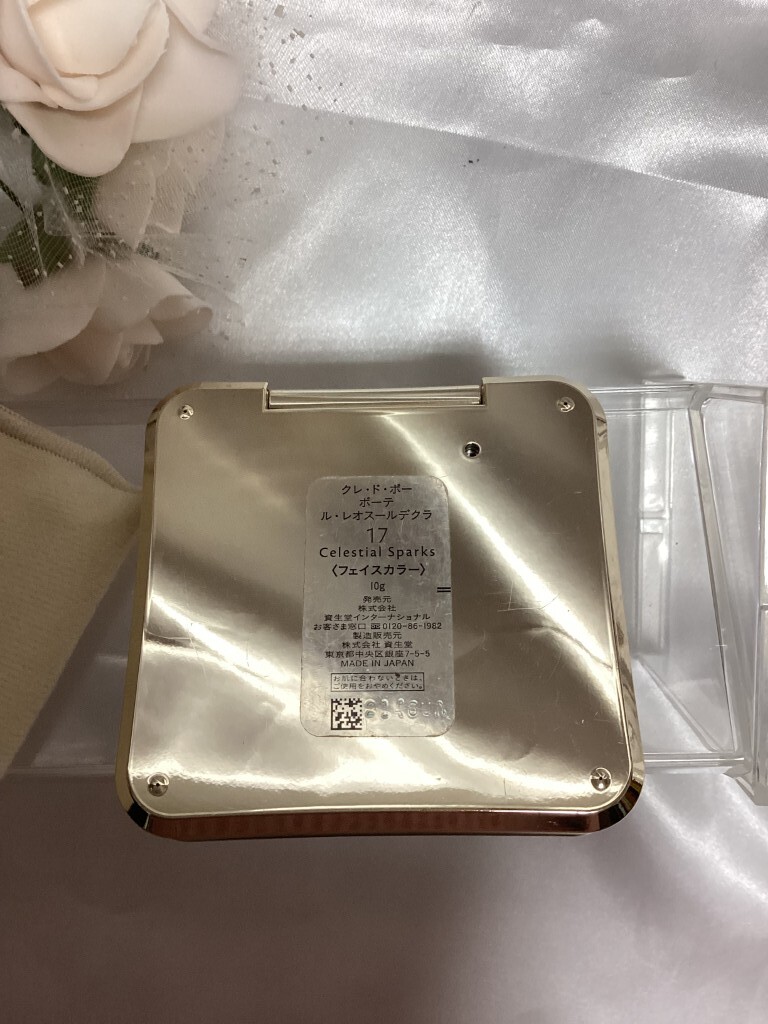 クレ・ド・ポー
ボーテ
ル・レオスールデクラ
17
Celestial Sparks
〈フェイスカラー〉
10g
発売元
株式会社
資生堂インターナショナル
お客さま窓口 0120-86-1982
製造販売元
株式会社 資生堂
東京都中央区銀座7-5-5
MADE IN JAPAN
お肌に合わないときは、
ご使用をおやめください。